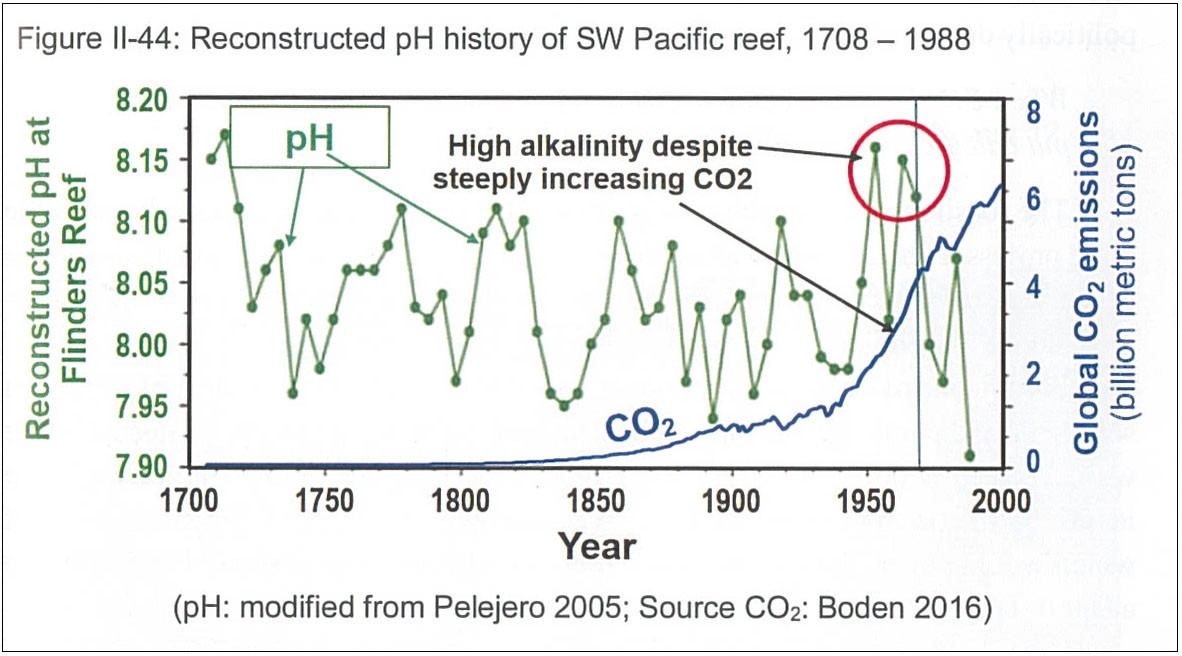 Figure II-44: Reconstructed pH history of SW Pacific reef, 1708 – 1988
Reconstructed pH at
Flinders Reef
8.20
8.15
8.10
8.05
8.00
7.95
7.90
pH
High alkalinity despite
steeply increasing CO2
CO₂
8
6
4
2
0
Global CO₂ emissions
(billion metric tons)
1700
1750
1800
1850
1900
1950
2000
Year
(pH: modified from Pelejero 2005; Source CO₂: Boden 2016)